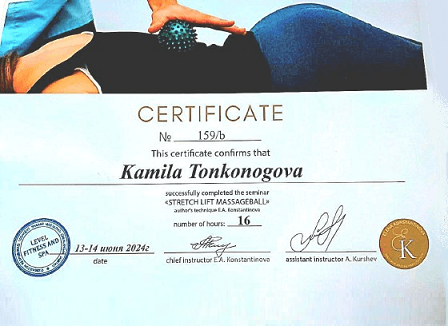 CERTIFICATE
№ 159/b
This certificate confirms that
Kamila Tonkonogova
successfully completed the seminar
«STRETCH LIFT MASSAGEBALL»
author's technique E.A. Konstantinova
number of hours: 16
LEVEL
FITNESS AND
SPA
13-14 июня 2024г
date
chief instructor E.A. Konstantinova
assistant instructor A. Kurshev
EK